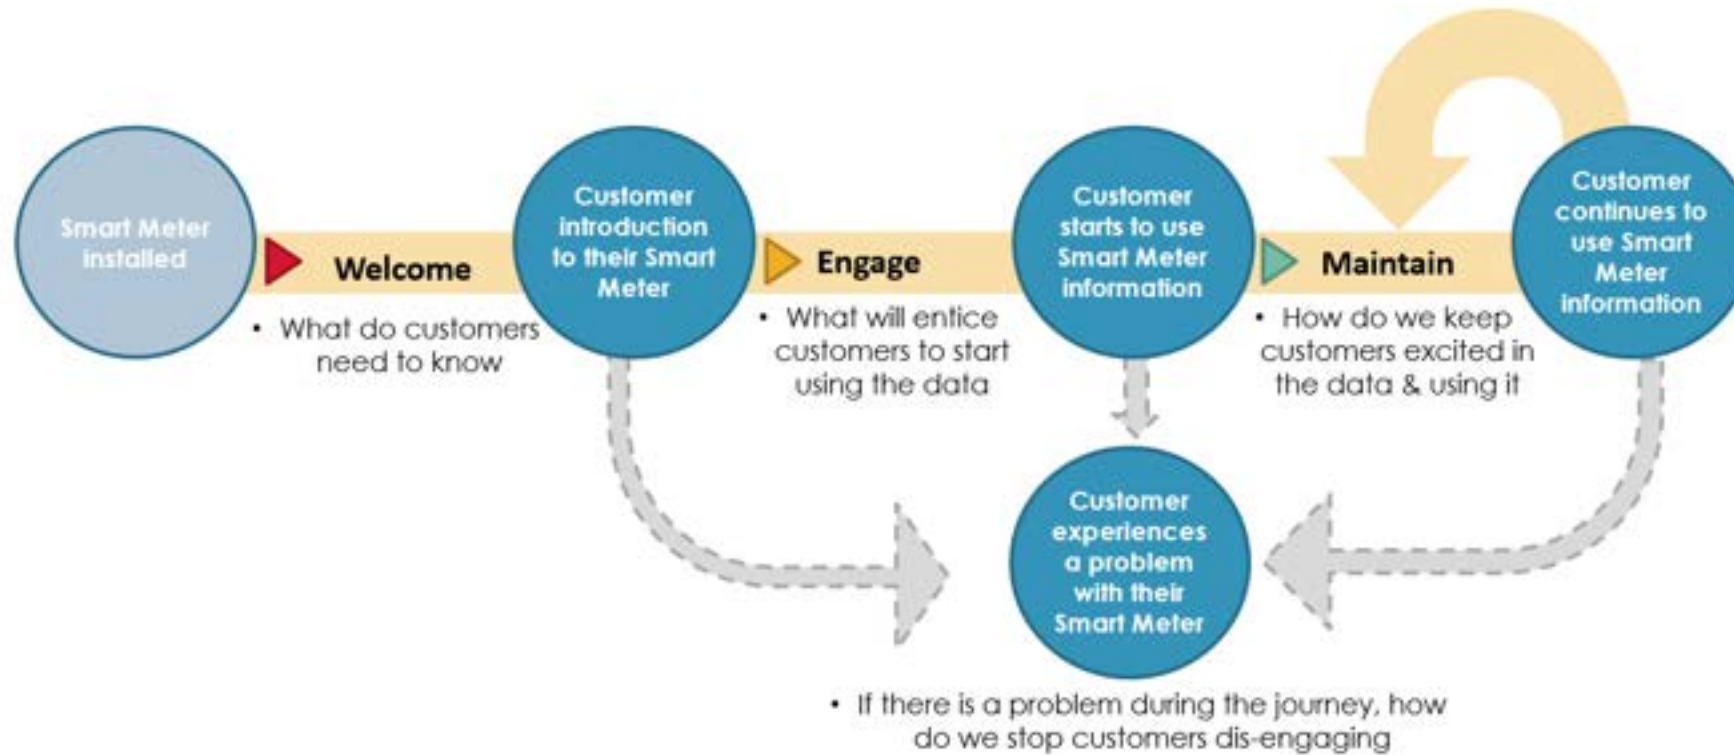 Smart Meter
installed
Welcome
• What do customers
need to know
Customer
introduction
to their Smart
Meter
Engage
• What will entice
customers to start
using the data
Customer
starts to use
Smart Meter
information
Maintain
• How do we keep
customers excited in
the data & using it
Customer
continues to
use Smart
Meter
information
Customer
experiences
a problem
with their
Smart Meter
• If there is a problem during the journey, how
do we stop customers dis-engaging